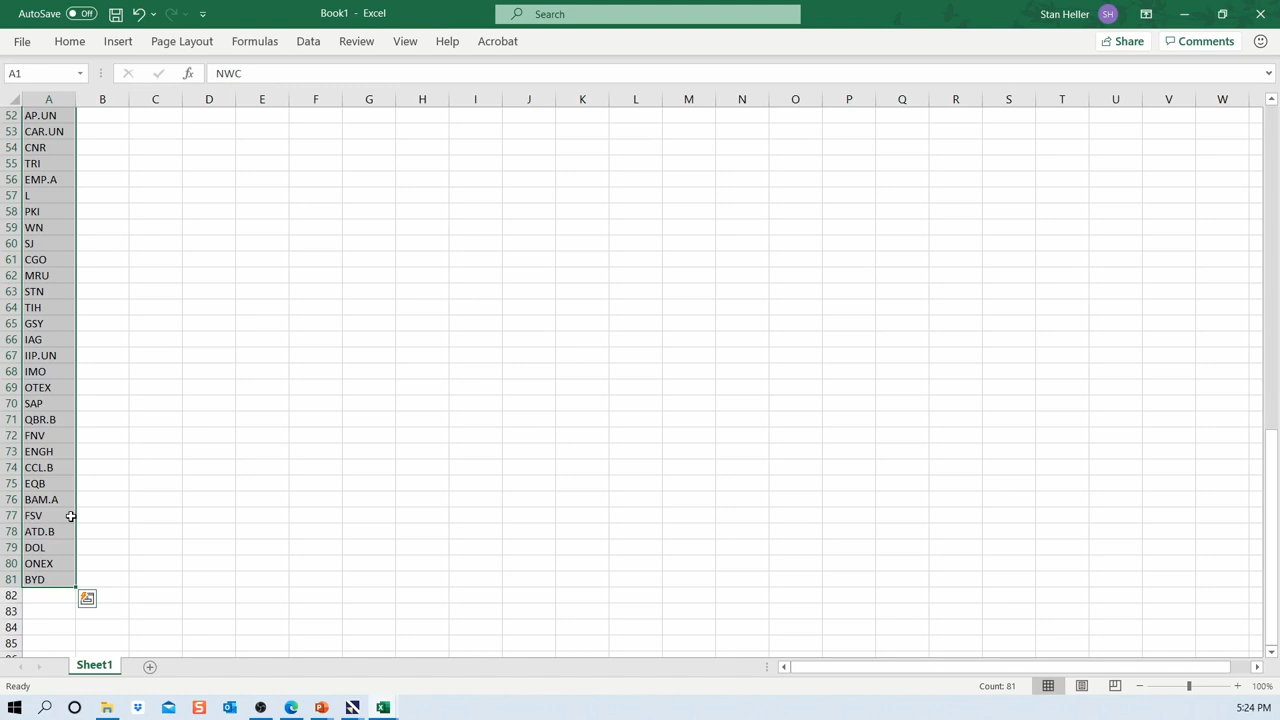 AutoSave Off Book1 - Excel Search Stan Heller SH
File Home Insert Page Layout Formulas Data Review View Help Acrobat Share Comments
A1 fx NWC
A B C D E F G H I J K L M N O P Q R S T U V W
52 AP.UN
53 CAR.UN
54 CNR
55 TRI
56 EMP.A
57 L
58 PKI
59 WN
60 SJ
61 CGO
62 MRU
63 STN
64 TIH
65 GSY
66 IAG
67 IIP.UN
68 IMO
69 OTEX
70 SAP
71 QBR.B
72 FNV
73 ENGH
74 CCL.B
75 EQB
76 BAM.A
77 FSV
78 ATD.B
79 DOL
80 ONEX
81 BYD
82
83
84
85
Sheet1
Ready Count: 81 100%
5:24 PM